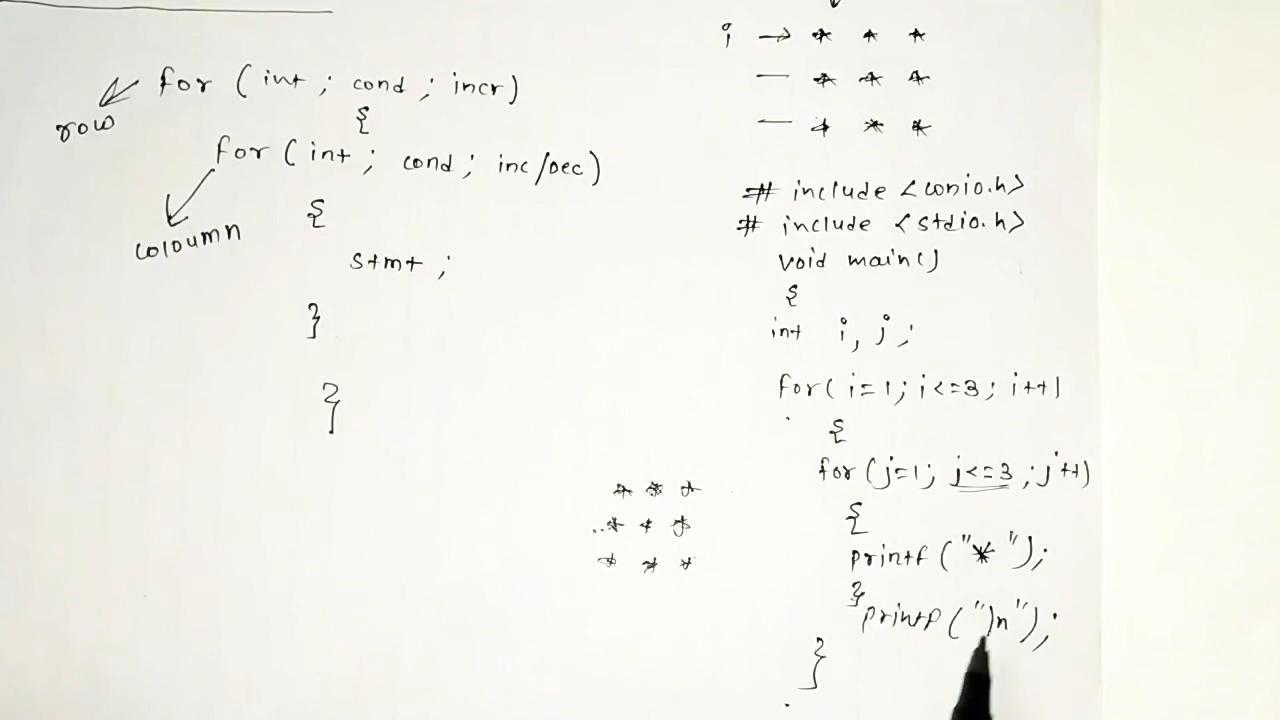 for ( int ; cond ; incr)
row
{
for ( int ; cond ; inc/dec)
coloumn
{
stmt ;
}
}
i → * * *
— * * *
— * * *
# include <conio.h>
# include <stdio.h>
void main()
{
int i, j ;
for( i=1; i<=3; i++)
{
for (j=1; j<=3 ; j++)
{
printf ("* ");
}
printf ("\n");
}
* * *
* * *
* * *